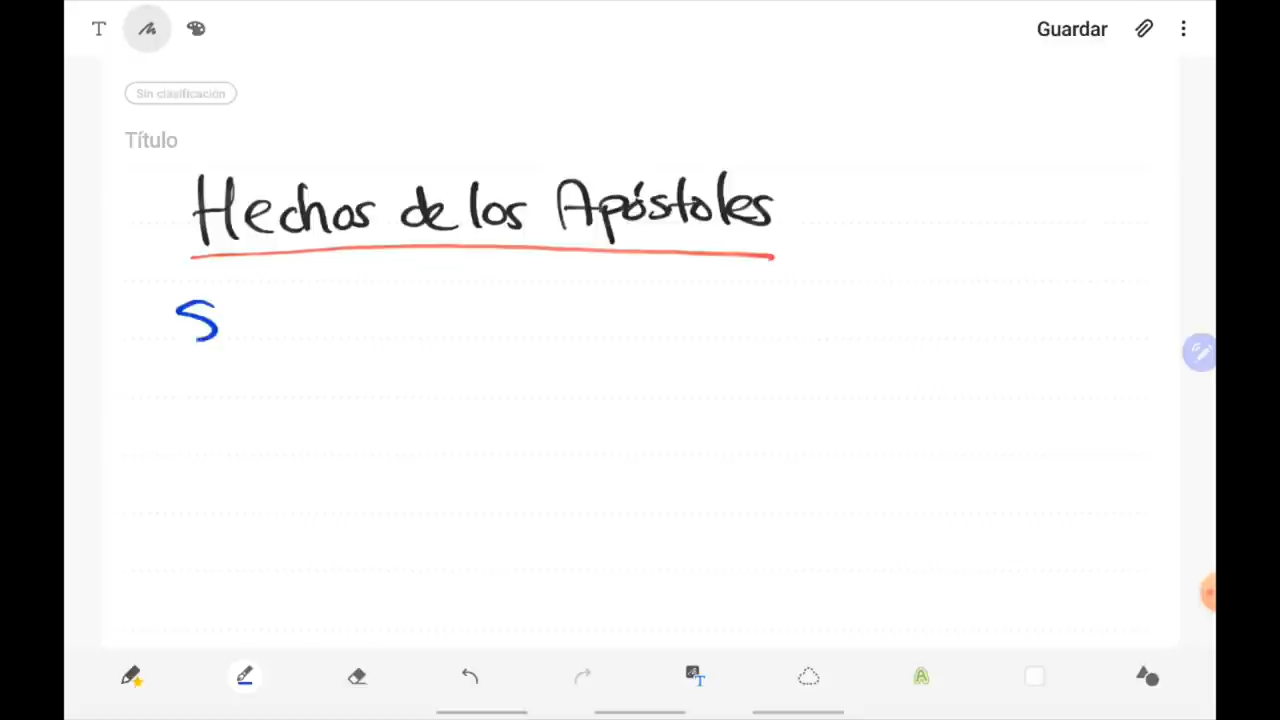 T Guardar
Sin clasificación
Título
Hechos de los Apóstoles
S
T
A